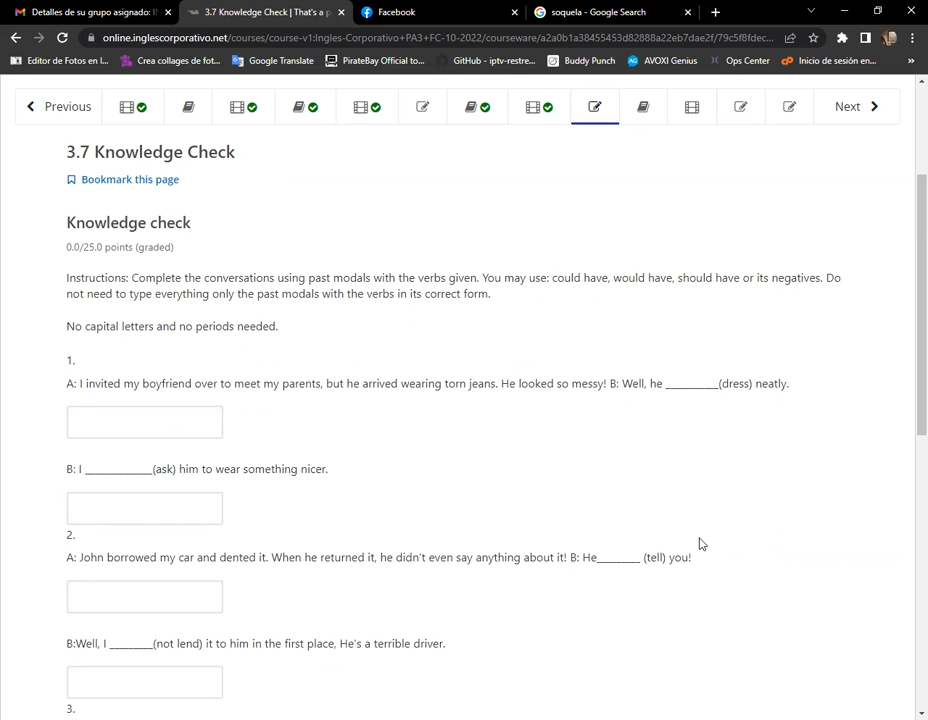 Detalles de su grupo asignado: I
3.7 Knowledge Check | That's a p
Facebook
soquela - Google Search
online.inglescorporativo.net/courses/course-v1:Ingles-Corporativo+PA3+FC-10-2022/courseware/a2a0b1a38455453d82888a22eb7dae2f/79c5f8fdec...
Editor de Fotos en l...
Crea collages de fot...
Google Translate
PirateBay Official to...
GitHub - iptv-restre...
Buddy Punch
AVOXI Genius
Ops Center
Inicio de sesión en...
»
Previous
Next
3.7 Knowledge Check
Bookmark this page
Knowledge check
0.0/25.0 points (graded)
Instructions: Complete the conversations using past modals with the verbs given. You may use: could have, would have, should have or its negatives. Do
not need to type everything only the past modals with the verbs in its correct form.
No capital letters and no periods needed.
1.
A: I invited my boyfriend over to meet my parents, but he arrived wearing torn jeans. He looked so messy! B: Well, he ___________(dress) neatly.
B: I ______________(ask) him to wear something nicer.
2.
A: John borrowed my car and dented it. When he returned it, he didn't even say anything about it! B: He_________ (tell) you!
B:Well, I _________(not lend) it to him in the first place, He's a terrible driver.
3.